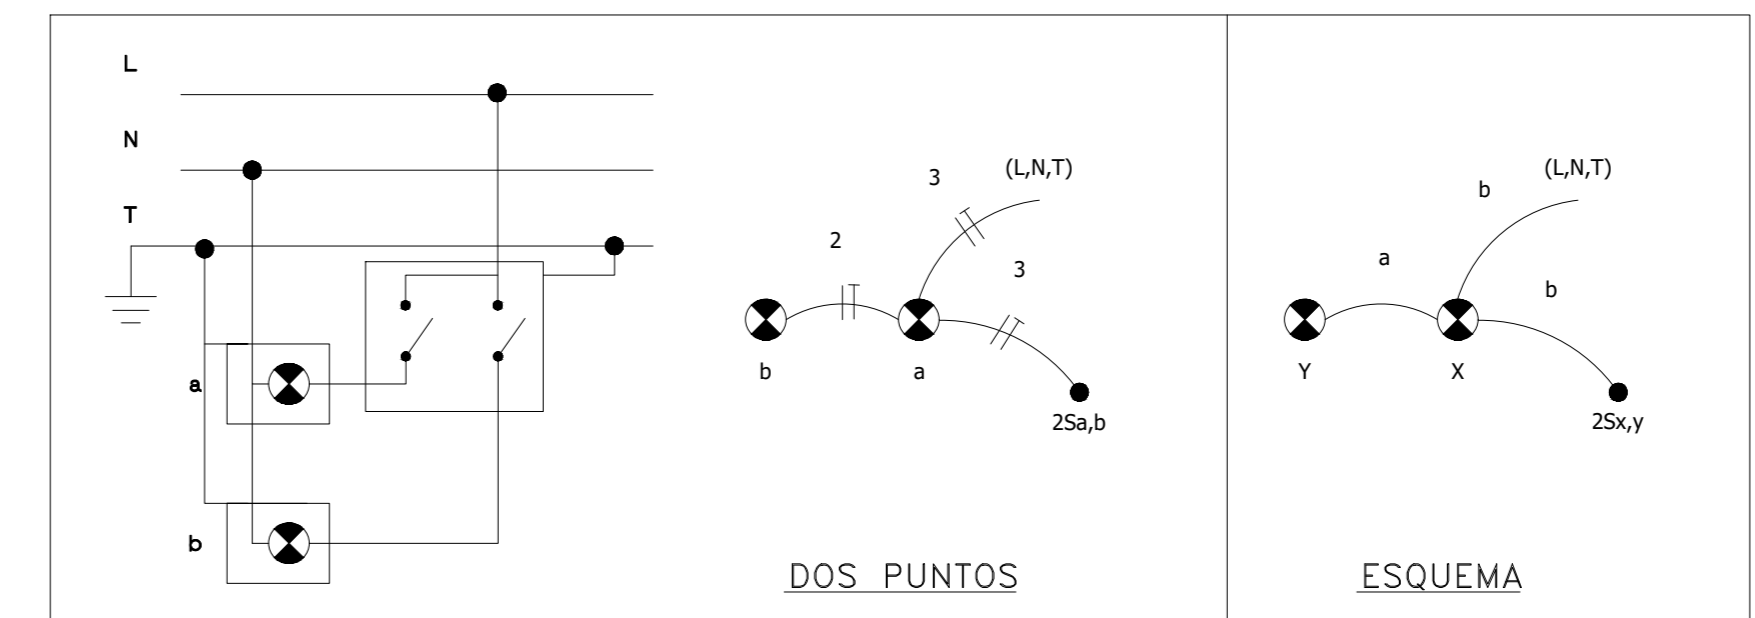 L
N
T
a
b
3
(L,N,T)
2
3
b
a
2Sa,b
DOS PUNTOS
b
(L,N,T)
a
b
Y
X
2Sx,y
ESQUEMA